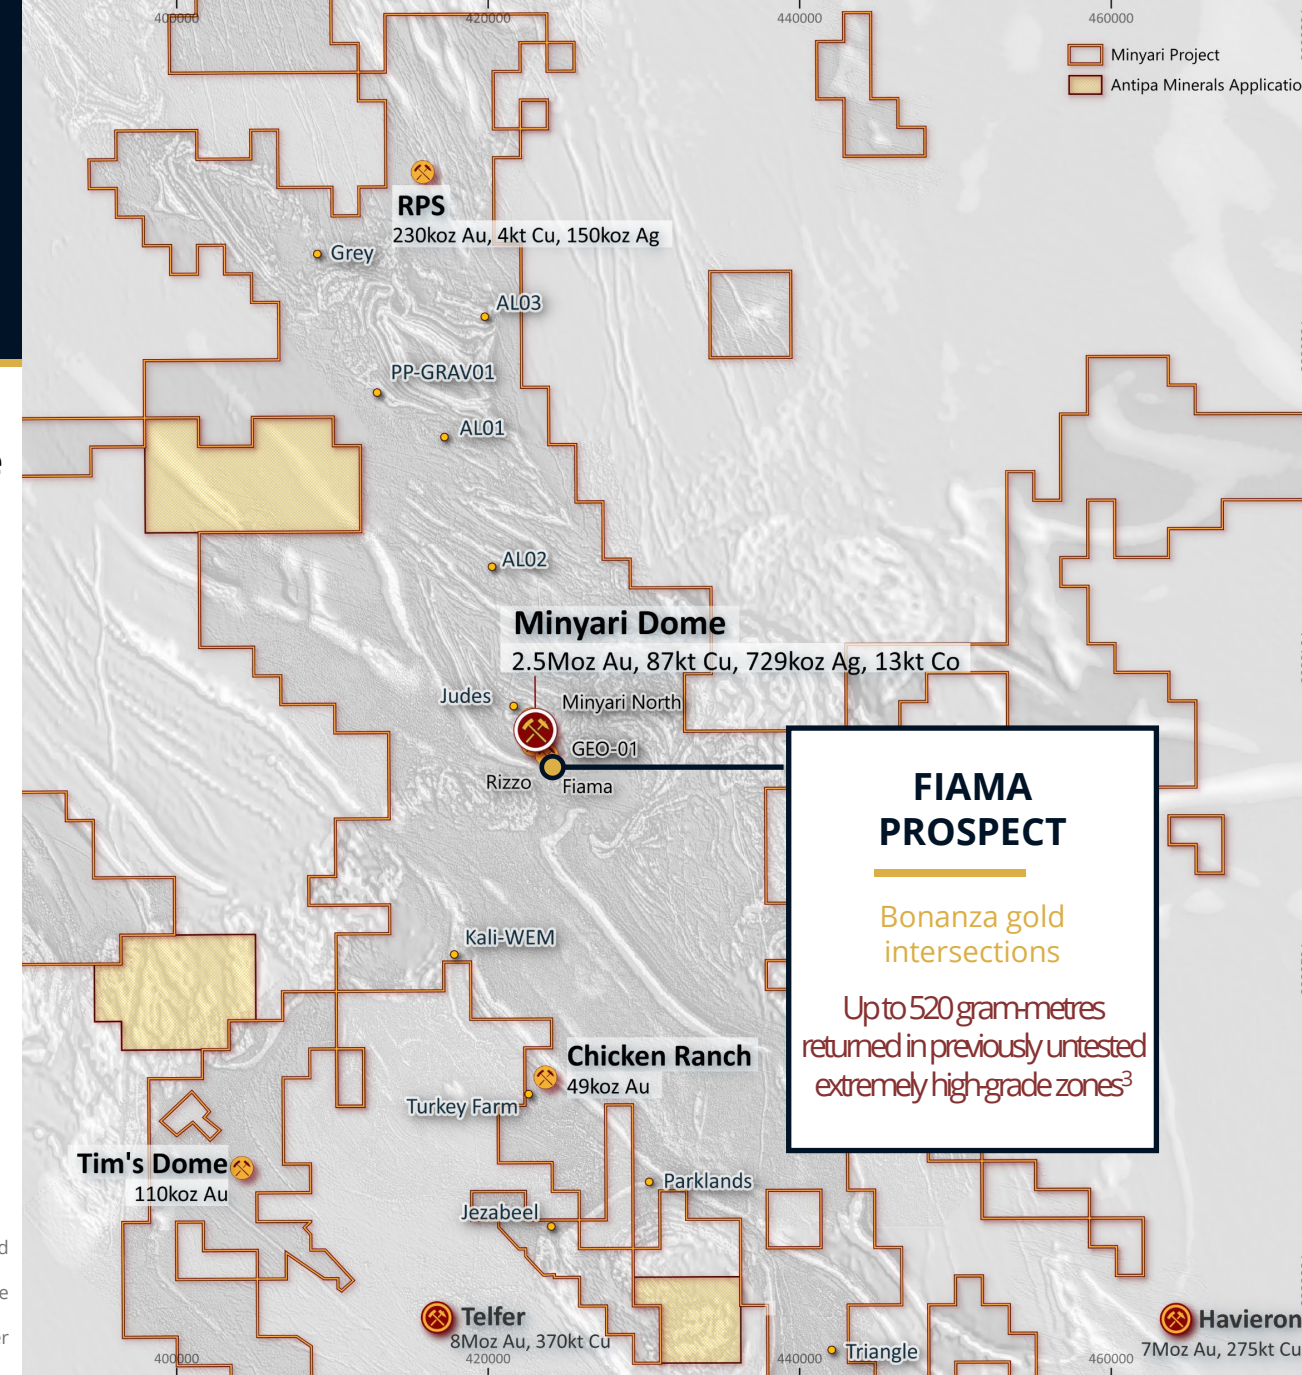 400000
420000
440000
460000
Minyari Project
Antipa Minerals Applicatio
RPS
230koz Au, 4kt Cu, 150koz Ag
Grey
AL03
PP-GRAV01
AL01
AL02
Minyari Dome
2.5Moz Au, 87kt Cu, 729koz Ag, 13kt Co
Judes
Minyari North
GEO-01
Rizzo
Fiama
FIAMA
PROSPECT
Bonanza gold
intersections
Up to 520 gram-metres
returned in previously untested
extremely high-grade zones³
Kali-WEM
Chicken Ranch
49koz Au
Turkey Farm
Tim's Dome
110koz Au
Parklands
Jezabeel
d
e
er
Telfer
8Moz Au, 370kt Cu
Havieron
7Moz Au, 275kt Cu
Triangle
400000
420000
440000
460000